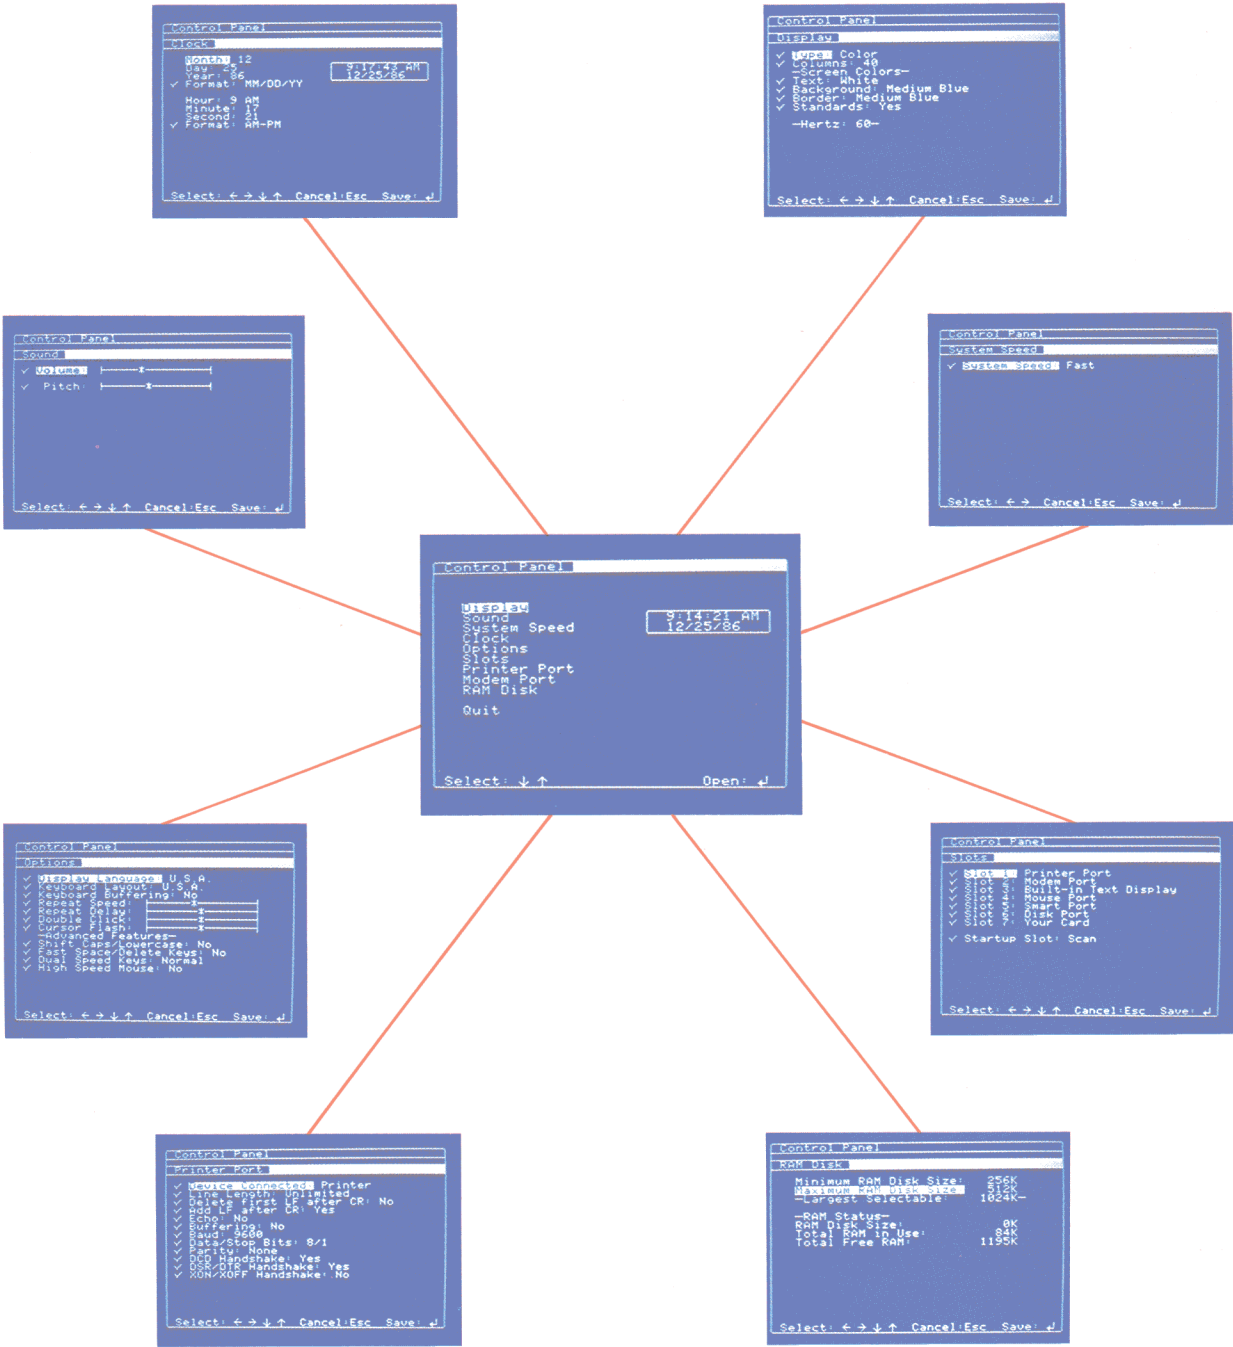 Control Panel
Clock
Month: 12
Day: 25
Year: 86
✓ Format: MM/DD/YY
9:17:43 AM
12/25/86
Hour: 9 AM
Minute: 17
Second: 21
✓ Format: AM-PM
Select: ← → ↓ ↑ Cancel:Esc Save: ↵
Control Panel
Display
✓ Type: Color
✓ Columns: 40
—Screen Colors—
✓ Text: White
✓ Background: Medium Blue
✓ Border: Medium Blue
✓ Standards: Yes
—Hertz: 60—
Select: ← → ↓ ↑ Cancel:Esc Save: ↵
Control Panel
Sound
✓ Volume:
✓ Pitch:
Select: ← → ↓ ↑ Cancel:Esc Save: ↵
Control Panel
System Speed
✓ System Speed: Fast
Select: ← → Cancel:Esc Save: ↵
Control Panel
Display
Sound
System Speed
Clock
Options
Slots
Printer Port
Modem Port
RAM Disk
Quit
9:14:21 AM
12/25/86
Select: ↓ ↑ Open: ↵
Control Panel
Options
✓ Display Language: U.S.A.
✓ Keyboard Layout: U.S.A.
✓ Keyboard Buffering: No
✓ Repeat Speed:
✓ Repeat Delay:
✓ Double Click:
✓ Cursor Flash:
—Advanced Features—
✓ Shift Caps/Lowercase: No
✓ Fast Space/Delete Keys: No
✓ Dual Speed Keys: Normal
✓ High Speed Mouse: No
Select: ← → ↓ ↑ Cancel:Esc Save: ↵
Control Panel
Slots
✓ Slot 1: Printer Port
✓ Slot 2: Modem Port
✓ Slot 3: Built-in Text Display
✓ Slot 4: Mouse Port
✓ Slot 5: Smart Port
✓ Slot 6: Disk Port
✓ Slot 7: Your Card
✓ Startup Slot: Scan
Select: ← → ↓ ↑ Cancel:Esc Save: ↵
Control Panel
Printer Port
✓ Device Connected: Printer
✓ Line Length: Unlimited
✓ Delete first LF after CR: No
✓ Add LF after CR: Yes
✓ Echo: No
✓ Buffering: No
✓ Baud: 9600
✓ Data/Stop Bits: 8/1
✓ Parity: None
✓ DCD Handshake: Yes
✓ DSR/DTR Handshake: Yes
✓ XON/XOFF Handshake: No
Select: ← → ↓ ↑ Cancel:Esc Save: ↵
Control Panel
RAM Disk
Minimum RAM Disk Size: 256K
Maximum RAM Disk Size: 512K
—Largest Selectable: 1024K—
—RAM Status—
RAM Disk Size: 0K
Total RAM in Use: 84K
Total Free RAM: 1195K
Select: ← → ↓ ↑ Cancel:Esc Save: ↵